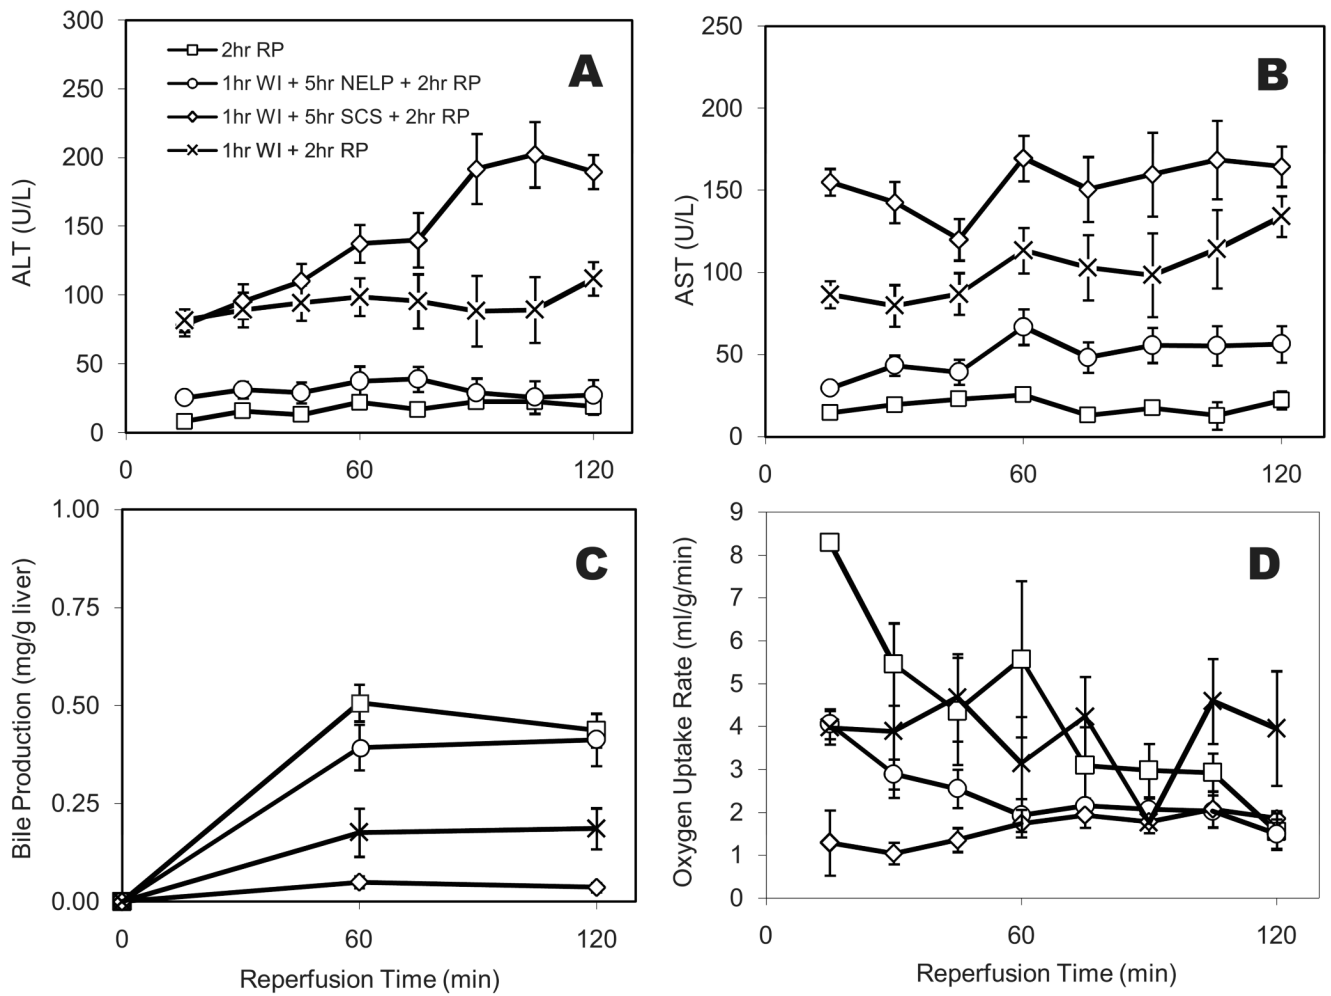 300
250
200
150
100
50
0
0
60
120
ALT (U/L)
2hr RP
1hr WI + 5hr NELP + 2hr RP
1hr WI + 5hr SCS + 2hr RP
1hr WI + 2hr RP
A
250
200
150
100
50
0
0
60
120
AST (U/L)
B
1.00
0.75
0.50
0.25
0.00
0
60
120
Bile Production (mg/g liver)
C
Reperfusion Time (min)
9
8
7
6
5
4
3
2
1
0
0
60
120
Oxygen Uptake Rate (ml/g/min)
D
Reperfusion Time (min)